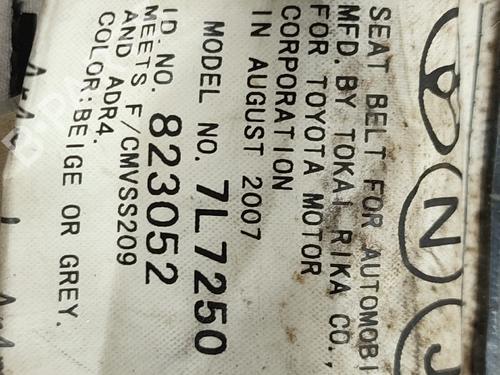 SEAT BELT FOR AUTOMOBI
MFD. BY TOKAI RIKA CO.,
FOR TOYOTA MOTOR
CORPORATION
IN AUGUST 2007
MODEL NO. 7L7250
ID.NO. 823052
MEETS F/CMVSS209
AND ADR4.
COLOR:BEIGE OR GREY.
N
J